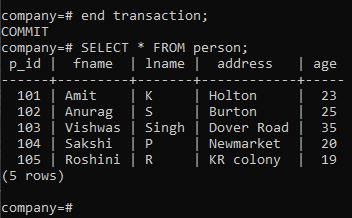 company=# end transaction;
COMMIT
company=# SELECT * FROM person;
 p_id |  fname  | lname |  address   | age
------+---------+-------+------------+-----
  101 | Amit    | K     | Holton     |  23
  102 | Anurag  | S     | Burton     |  25
  103 | Vishwas | Singh | Dover Road |  35
  104 | Sakshi  | P     | Newmarket  |  20
  105 | Roshini | R     | KR colony  |  19
(5 rows)
company=#